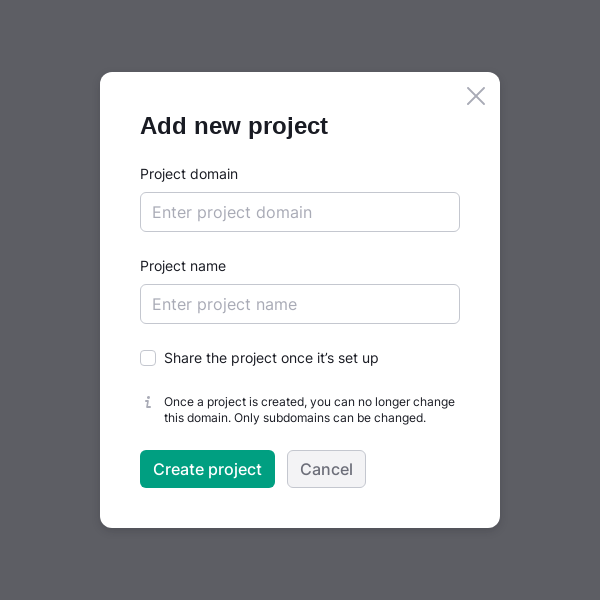 Add new project
Project domain
Enter project domain
Project name
Enter project name
Share the project once it’s set up
Once a project is created, you can no longer change
this domain. Only subdomains can be changed.
Create project
Cancel